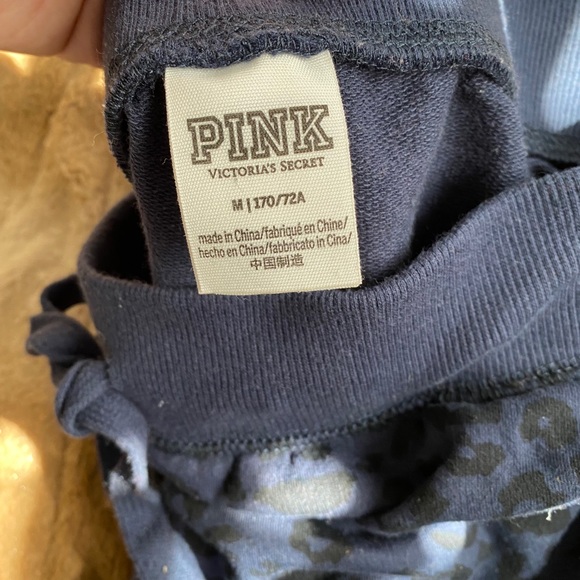 PINK
VICTORIA'S SECRET
M | 170/72A
made in China/fabriqué en Chine/
hecho en China/fabbricato in Cina/
中国制造